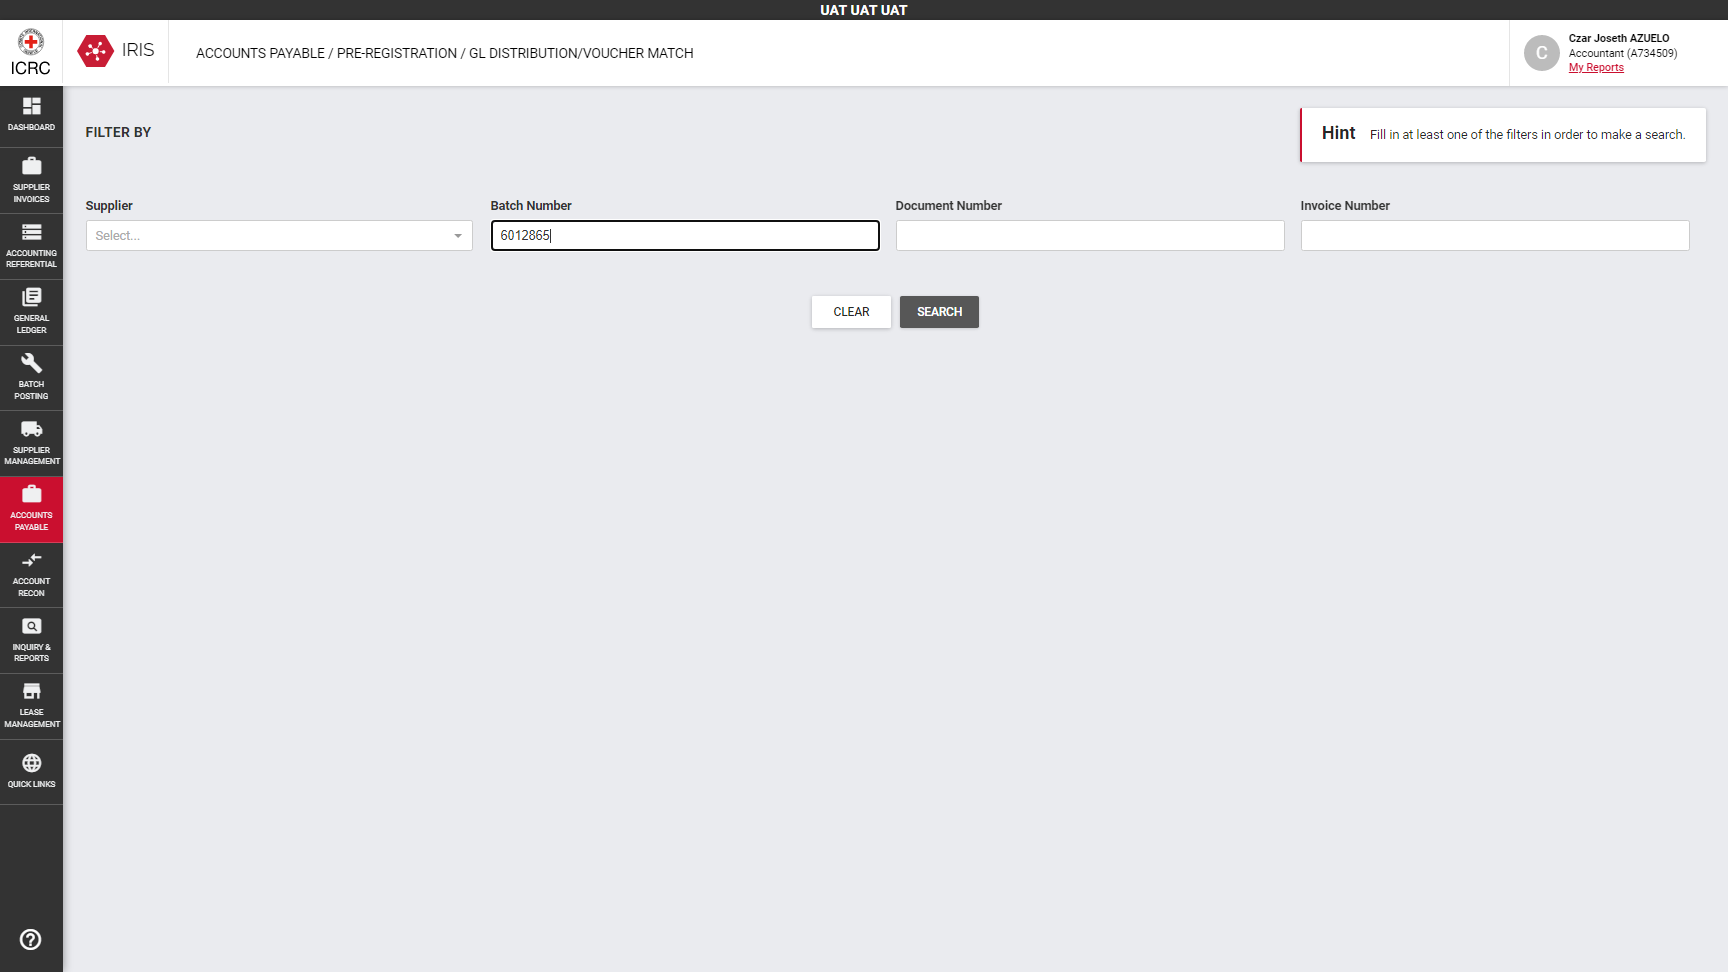 UAT UAT UAT
ICRC
IRIS
ACCOUNTS PAYABLE / PRE-REGISTRATION / GL DISTRIBUTION/VOUCHER MATCH
C
Czar Joseth AZUELO
Accountant (A734509)
My Reports
DASHBOARD
SUPPLIER
INVOICES
ACCOUNTING
REFERENTIAL
GENERAL
LEDGER
BATCH
POSTING
SUPPLIER
MANAGEMENT
ACCOUNTS
PAYABLE
ACCOUNT
RECON
INQUIRY &
REPORTS
LEASE
MANAGEMENT
QUICK LINKS
FILTER BY
Hint Fill in at least one of the filters in order to make a search.
Supplier
Select...
Batch Number
6012865
Document Number
Invoice Number
CLEAR
SEARCH